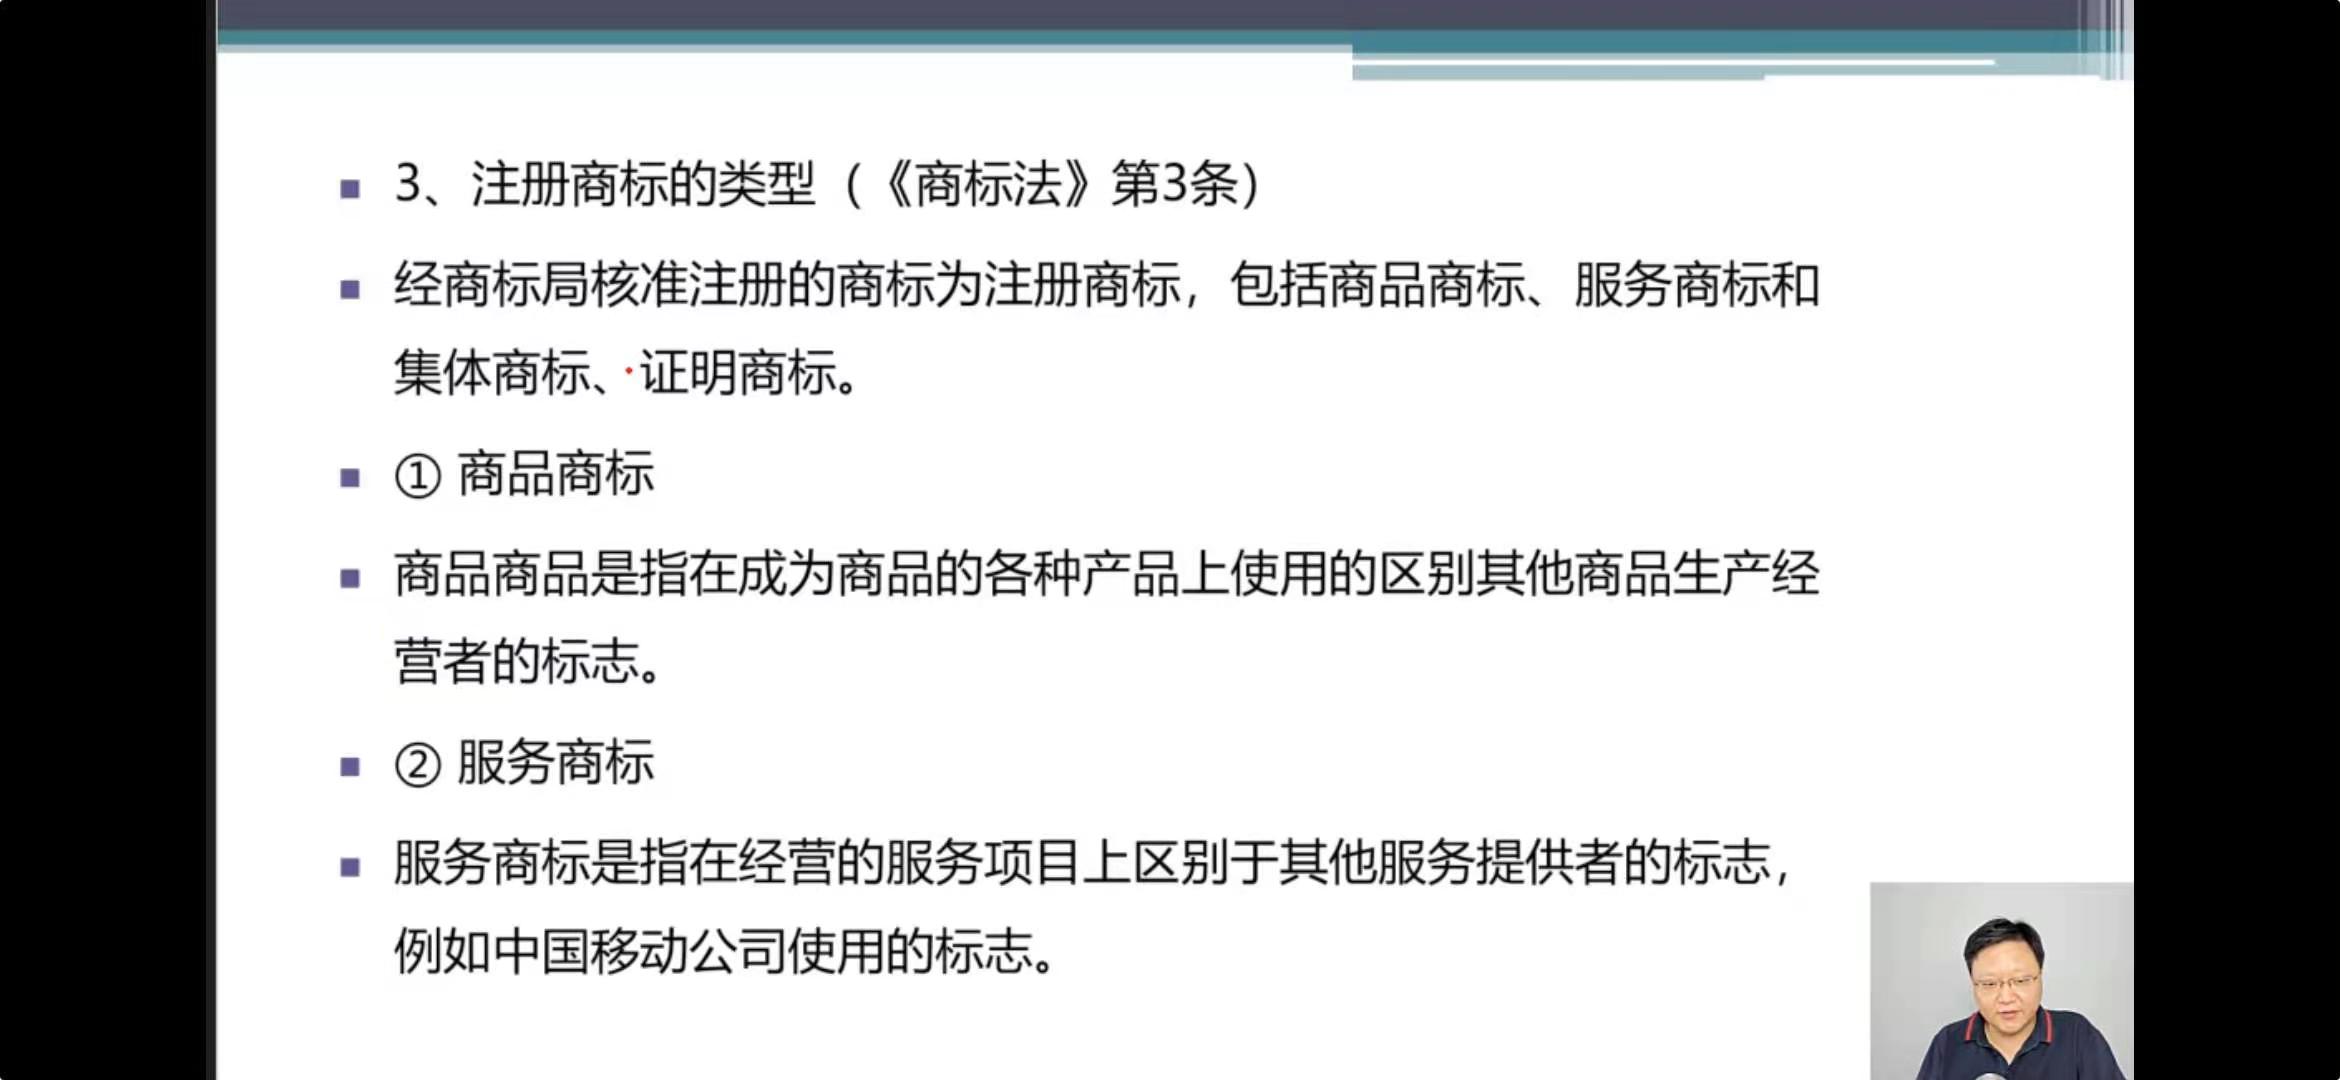 3、注册商标的类型（《商标法》第3条）
经商标局核准注册的商标为注册商标，包括商品商标、服务商标和
集体商标、证明商标。
① 商品商标
商品商品是指在成为商品的各种产品上使用的区别其他商品生产经
营者的标志。
② 服务商标
服务商标是指在经营的服务项目上区别于其他服务提供者的标志，
例如中国移动公司使用的标志。